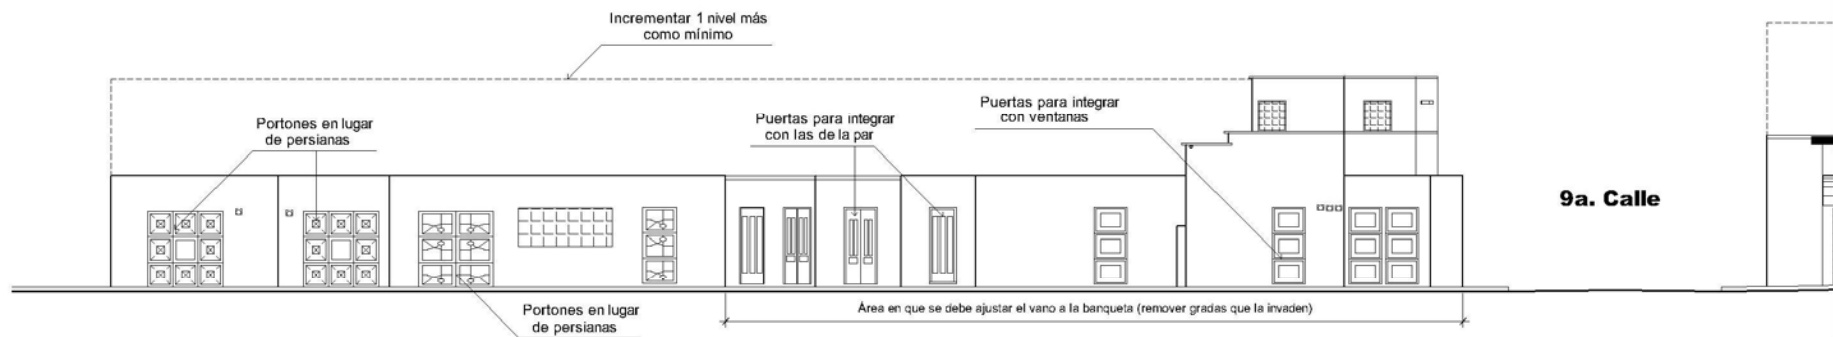 Incrementar 1 nivel más
como mínimo
Portones en lugar
de persianas
Puertas para integrar
con las de la par
Puertas para integrar
con ventanas
9a. Calle
Portones en lugar
de persianas
Área en que se debe ajustar el vano a la banqueta (remover gradas que la invaden)